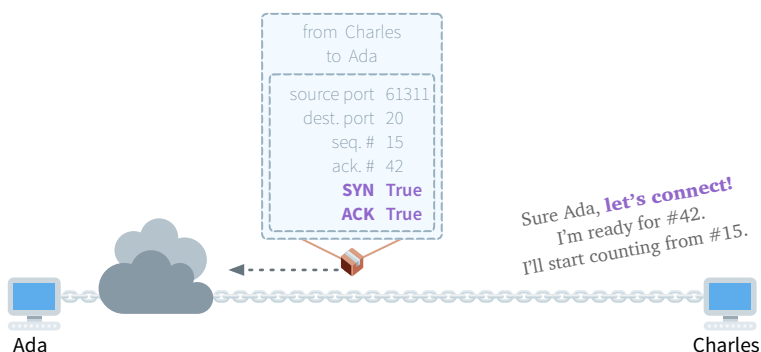 from Charles
to Ada
source port 61311
dest. port 20
seq. # 15
ack. # 42
SYN True
ACK True
Sure Ada, let's connect!
I'm ready for #42.
I'll start counting from #15.
Ada
Charles